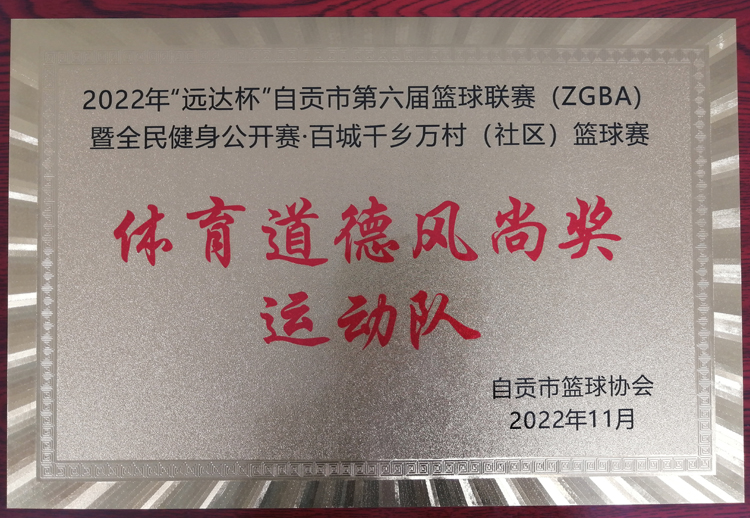 2022年“远达杯”自贡市第六届篮球联赛（ZGBA）
暨全民健身公开赛·百城千乡万村（社区）篮球赛
体育道德风尚奖
运动队
自贡市篮球协会
2022年11月